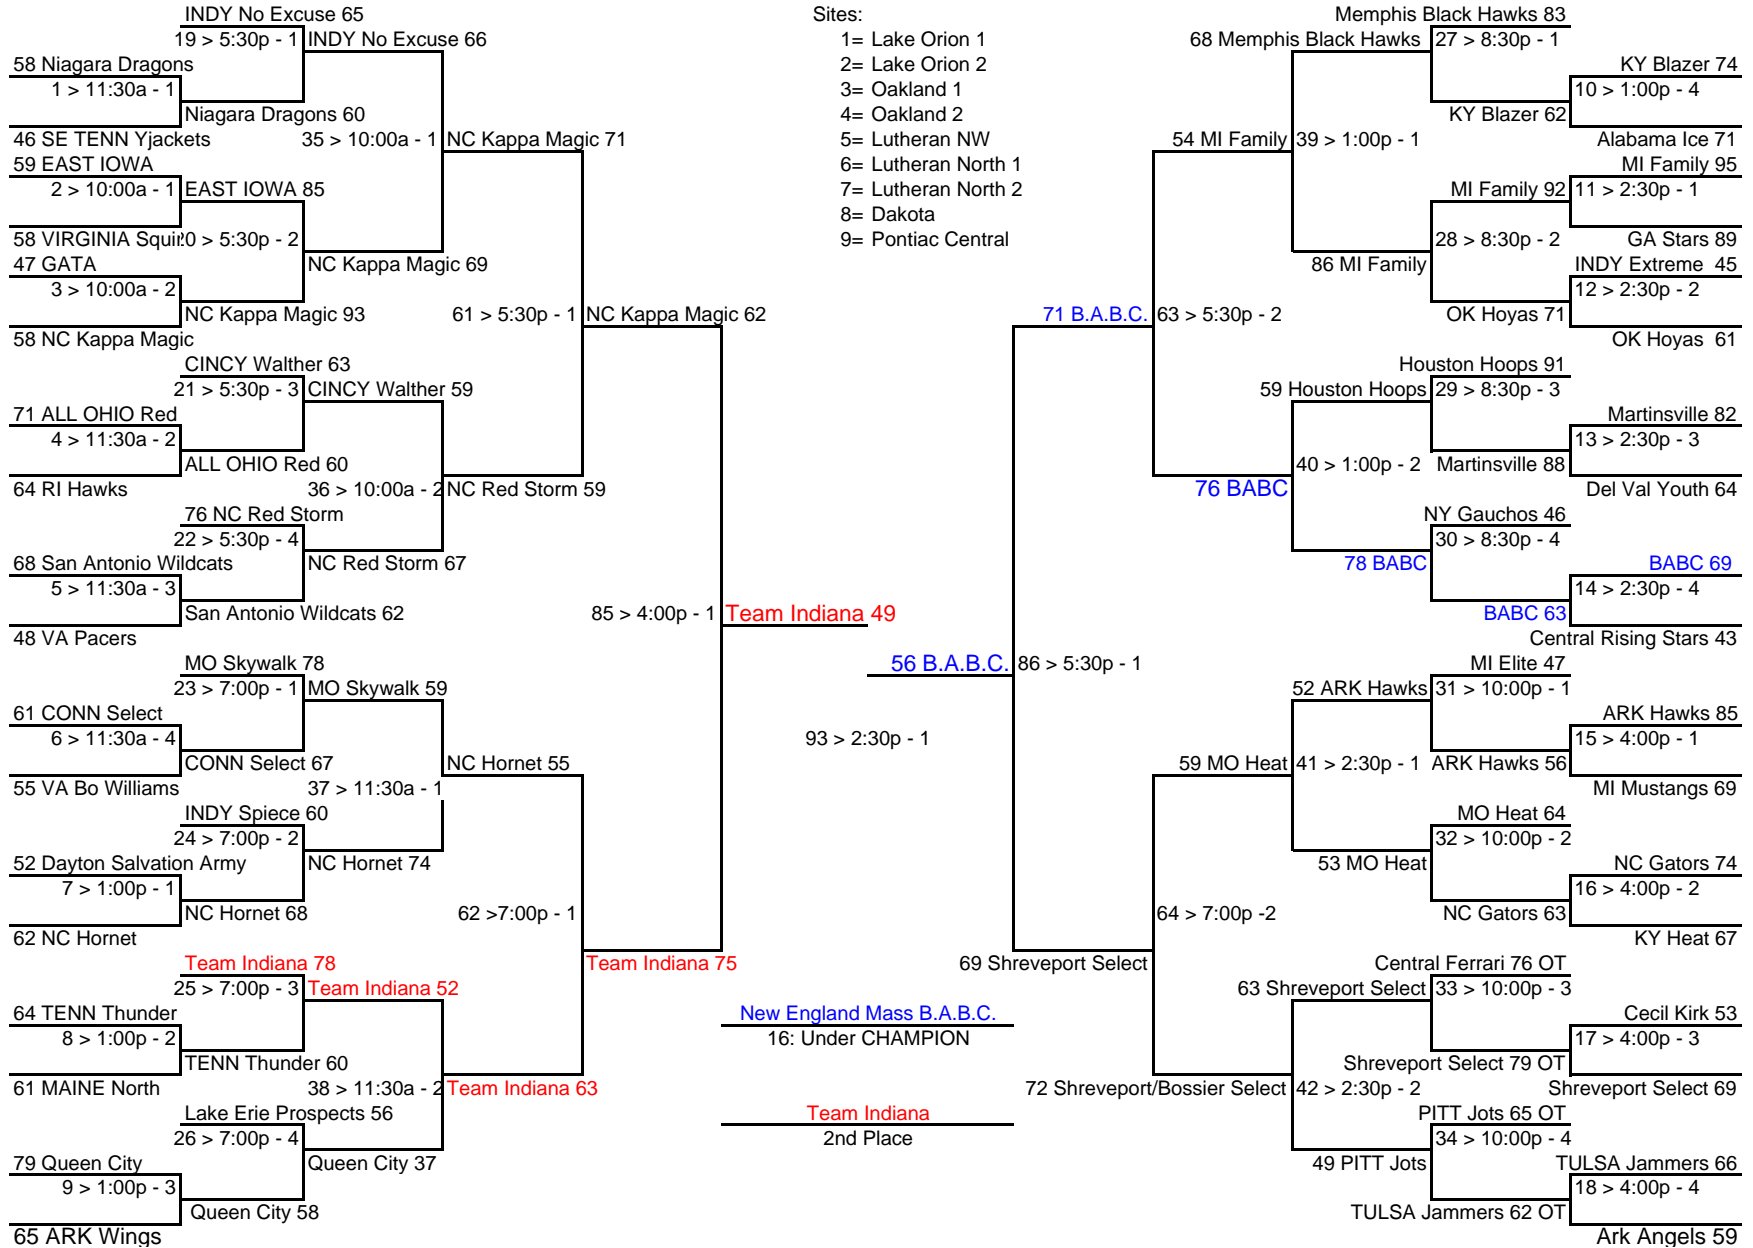 INDY No Excuse 65
Sites:
Memphis Black Hawks 83
19 > 5:30p - 1
INDY No Excuse 66
1= Lake Orion 1
68 Memphis Black Hawks
27 > 8:30p - 1
58 Niagara Dragons
2= Lake Orion 2
KY Blazer 74
1 > 11:30a - 1
3= Oakland 1
10 > 1:00p - 4
Niagara Dragons 60
4= Oakland 2
KY Blazer 62
46 SE TENN Yjackets
35 > 10:00a - 1
NC Kappa Magic 71
5= Lutheran NW
54 MI Family
39 > 1:00p - 1
Alabama Ice 71
59 EAST IOWA
6= Lutheran North 1
MI Family 95
2 > 10:00a - 1
EAST IOWA 85
7= Lutheran North 2
MI Family 92
11 > 2:30p - 1
8= Dakota
58 VIRGINIA Squir
20 > 5:30p - 2
9= Pontiac Central
28 > 8:30p - 2
GA Stars 89
47 GATA
NC Kappa Magic 69
86 MI Family
INDY Extreme 45
3 > 10:00a - 2
12 > 2:30p - 2
NC Kappa Magic 93
61 > 5:30p - 1
NC Kappa Magic 62
71 B.A.B.C.
63 > 5:30p - 2
OK Hoyas 71
58 NC Kappa Magic
OK Hoyas 61
CINCY Walther 63
Houston Hoops 91
21 > 5:30p - 3
CINCY Walther 59
59 Houston Hoops
29 > 8:30p - 3
71 ALL OHIO Red
Martinsville 82
4 > 11:30a - 2
13 > 2:30p - 3
ALL OHIO Red 60
40 > 1:00p - 2
Martinsville 88
64 RI Hawks
36 > 10:00a - 2
NC Red Storm 59
76 BABC
Del Val Youth 64
76 NC Red Storm
NY Gauchos 46
22 > 5:30p - 4
30 > 8:30p - 4
68 San Antonio Wildcats
NC Red Storm 67
78 BABC
BABC 69
5 > 11:30a - 3
14 > 2:30p - 4
San Antonio Wildcats 62
85 > 4:00p - 1
Team Indiana 49
BABC 63
48 VA Pacers
Central Rising Stars 43
MO Skywalk 78
56 B.A.B.C.
86 > 5:30p - 1
MI Elite 47
23 > 7:00p - 1
MO Skywalk 59
52 ARK Hawks
31 > 10:00p - 1
61 CONN Select
ARK Hawks 85
6 > 11:30a - 4
93 > 2:30p - 1
15 > 4:00p - 1
CONN Select 67
NC Hornet 55
59 MO Heat
41 > 2:30p - 1
ARK Hawks 56
55 VA Bo Williams
37 > 11:30a - 1
MI Mustangs 69
INDY Spiece 60
MO Heat 64
24 > 7:00p - 2
32 > 10:00p - 2
52 Dayton Salvation Army
NC Hornet 74
53 MO Heat
NC Gators 74
7 > 1:00p - 1
16 > 4:00p - 2
NC Hornet 68
62 >7:00p - 1
64 > 7:00p -2
NC Gators 63
62 NC Hornet
KY Heat 67
Team Indiana 78
Team Indiana 75
69 Shreveport Select
Central Ferrari 76 OT
25 > 7:00p - 3
Team Indiana 52
63 Shreveport Select
33 > 10:00p - 3
64 TENN Thunder
New England Mass B.A.B.C.
Cecil Kirk 53
8 > 1:00p - 2
16: Under CHAMPION
17 > 4:00p - 3
TENN Thunder 60
Shreveport Select 79 OT
61 MAINE North
38 > 11:30a - 2
Team Indiana 63
72 Shreveport/Bossier Select
42 > 2:30p - 2
Shreveport Select 69
Lake Erie Prospects 56
Team Indiana
PITT Jots 65 OT
26 > 7:00p - 4
2nd Place
34 > 10:00p - 4
79 Queen City
Queen City 37
49 PITT Jots
TULSA Jammers 66
9 > 1:00p - 3
18 > 4:00p - 4
Queen City 58
TULSA Jammers 62 OT
65 ARK Wings
Ark Angels 59